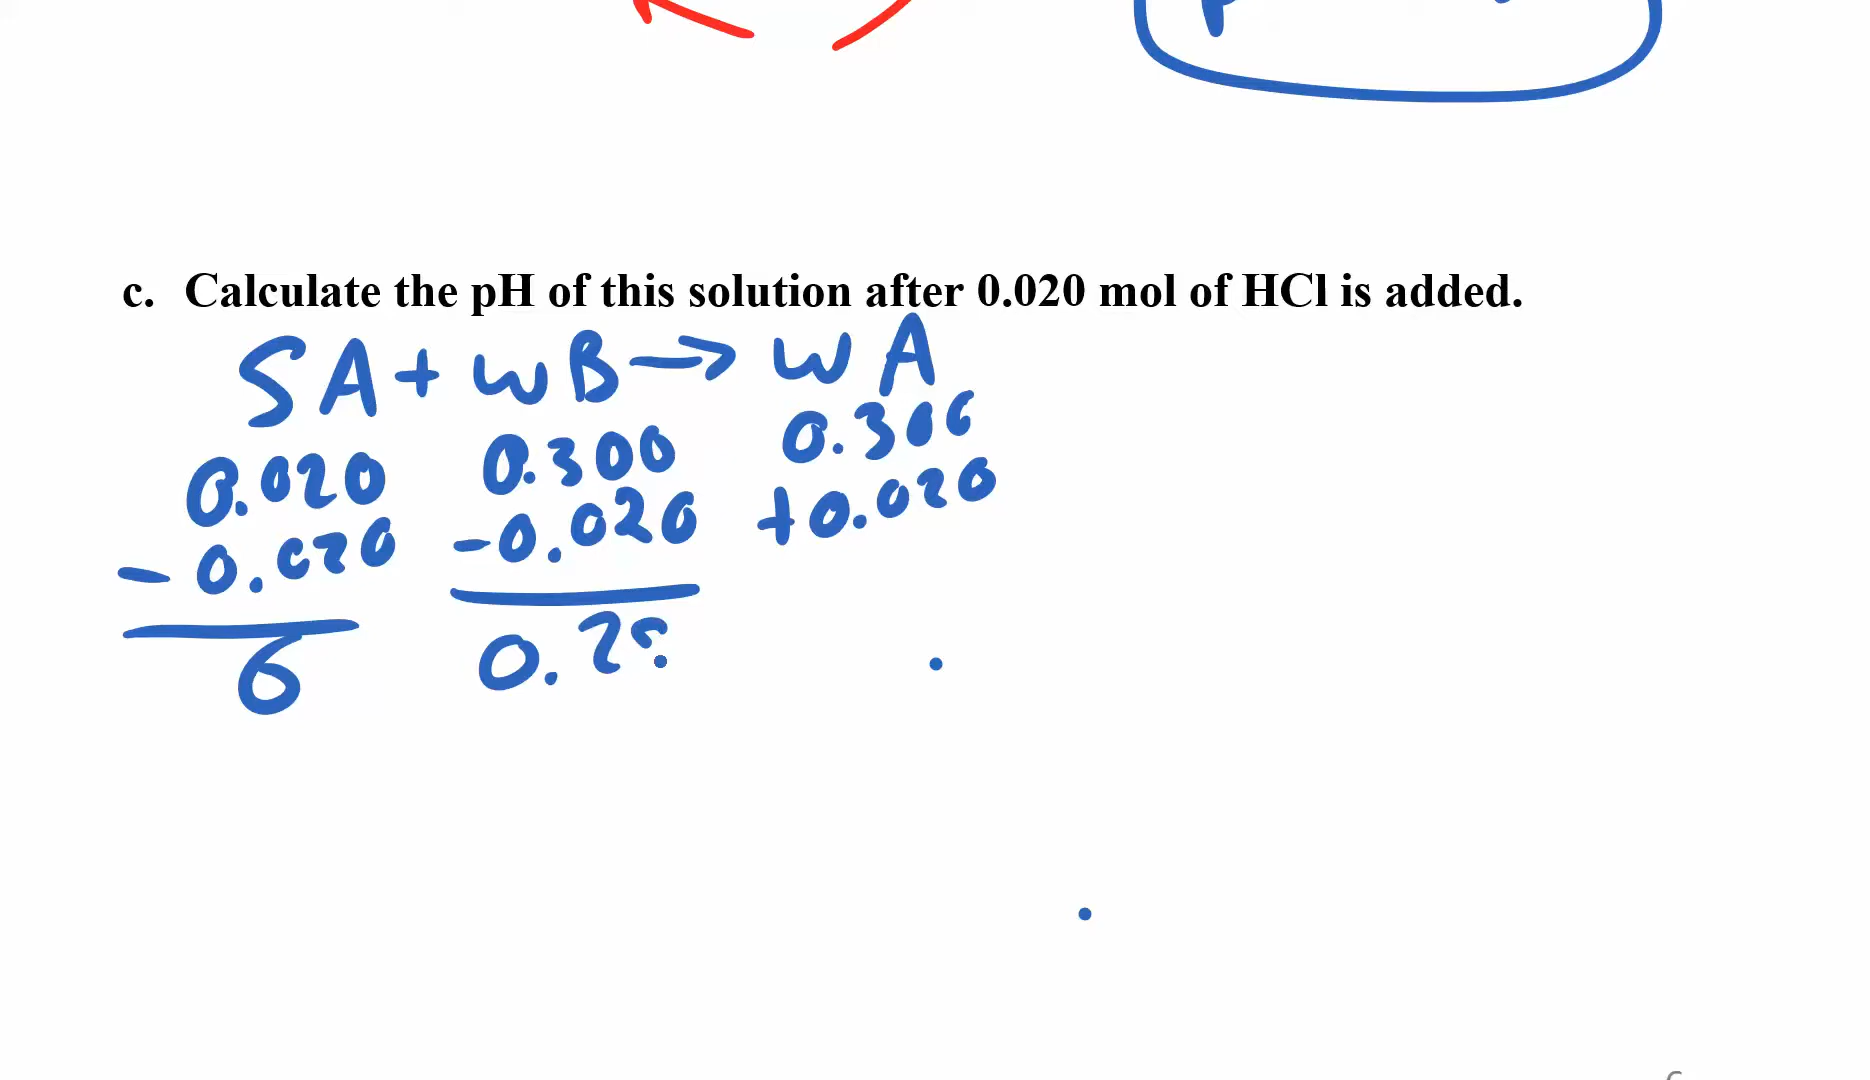 c. Calculate the pH of this solution after 0.020 mol of HCl is added.
SA + WB → WA
0.020 0.300 0.300
- 0.020 -0.020 +0.020
0 0.28